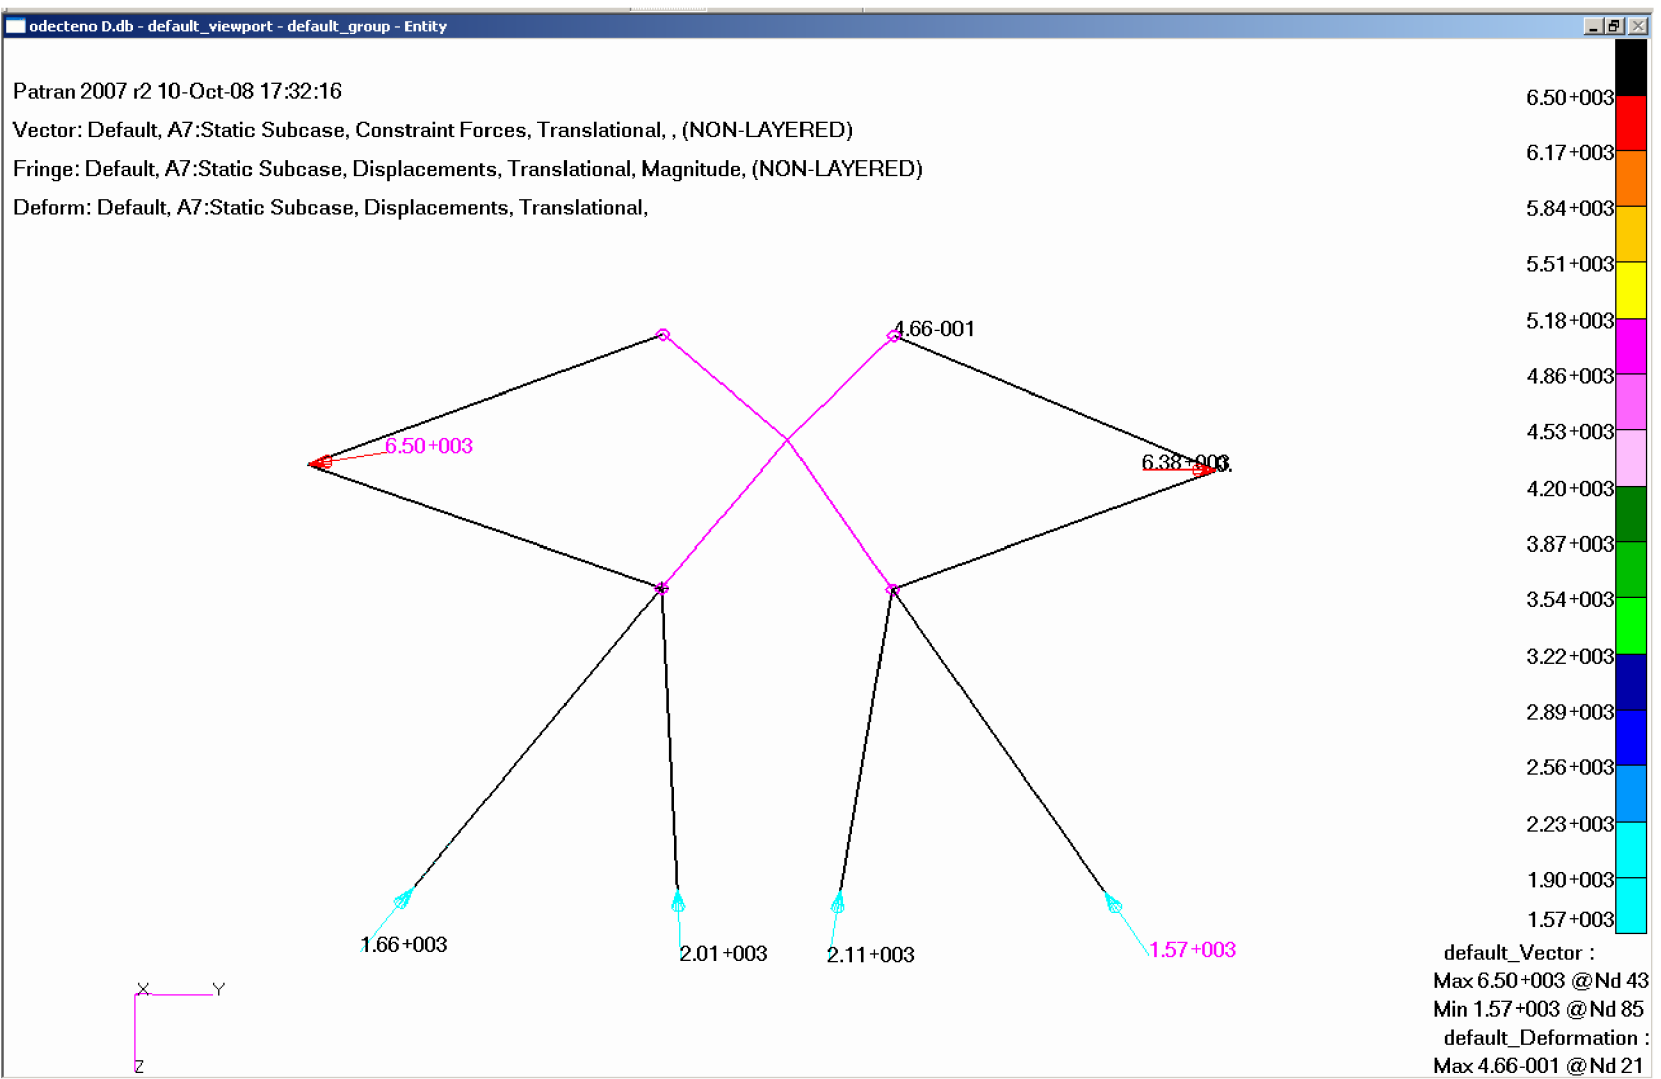 odecteno D.db - default_viewport - default_group - Entity
Patran 2007 r2 10-Oct-08 17:32:16
Vector: Default, A7:Static Subcase, Constraint Forces, Translational, , (NON-LAYERED)
Fringe: Default, A7:Static Subcase, Displacements, Translational, Magnitude, (NON-LAYERED)
Deform: Default, A7:Static Subcase, Displacements, Translational,
6.50+003
6.17+003
5.84+003
5.51+003
5.18+003
4.86+003
4.53+003
4.20+003
3.87+003
3.54+003
3.22+003
2.89+003
2.56+003
2.23+003
1.90+003
1.57+003
4.66-001
6.50+003
6.38+003
0.
1.66+003
2.01+003
2.11+003
1.57+003
X
Y
Z
default_Vector :
Max 6.50+003 @Nd 43
Min 1.57+003 @Nd 85
default_Deformation :
Max 4.66-001 @Nd 21